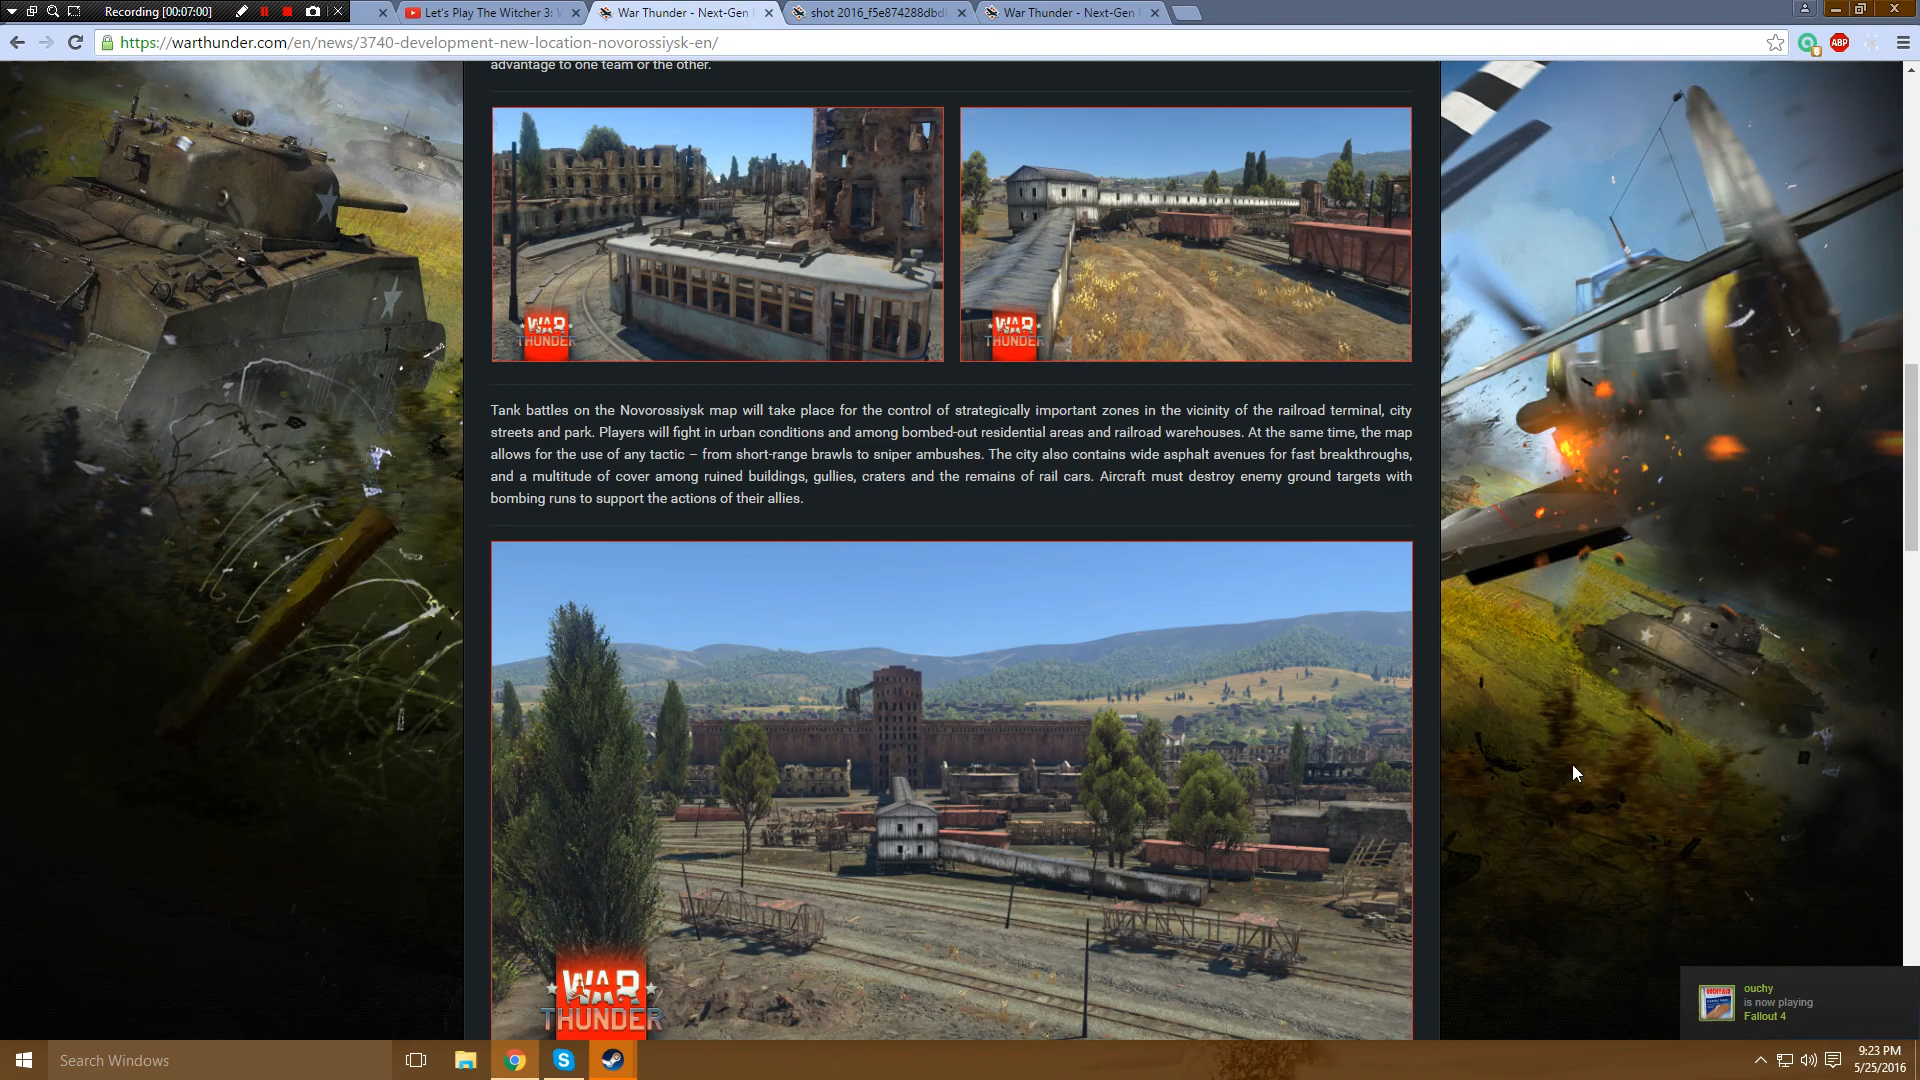 Recording [00:07:00]
Let's Play The Witcher 3: W
War Thunder - Next-Gen
shot 2016_f5e874288dbd
War Thunder - Next-Gen
https://warthunder.com/en/news/3740-development-new-location-novorossiysk-en/
ABP
advantage to one team or the other.
WAR
THUNDER
WAR
THUNDER
Tank battles on the Novorossiysk map will take place for the control of strategically important zones in the vicinity of the railroad terminal, city
streets and park. Players will fight in urban conditions and among bombed-out residential areas and railroad warehouses. At the same time, the map
allows for the use of any tactic – from short-range brawls to sniper ambushes. The city also contains wide asphalt avenues for fast breakthroughs,
and a multitude of cover among ruined buildings, gullies, craters and the remains of rail cars. Aircraft must destroy enemy ground targets with
bombing runs to support the actions of their allies.
WAR
THUNDER
ouchy
is now playing
Fallout 4
Search Windows
9:23 PM
5/25/2016